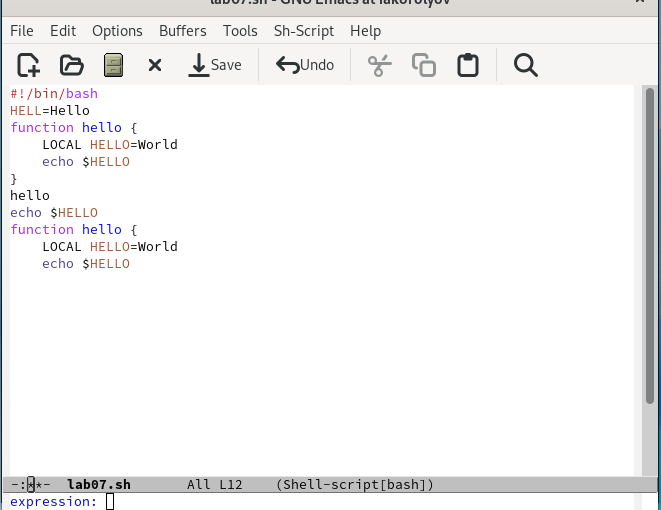 lab07.sh - GNU Emacs at
File Edit Options Buffers Tools Sh-Script Help
Save Undo
#!/bin/bash
HELL=Hello
function hello {
    LOCAL HELLO=World
    echo $HELLO
}
hello
echo $HELLO
function hello {
    LOCAL HELLO=World
    echo $HELLO
-:**- lab07.sh All L12 (Shell-script[bash])
expression: